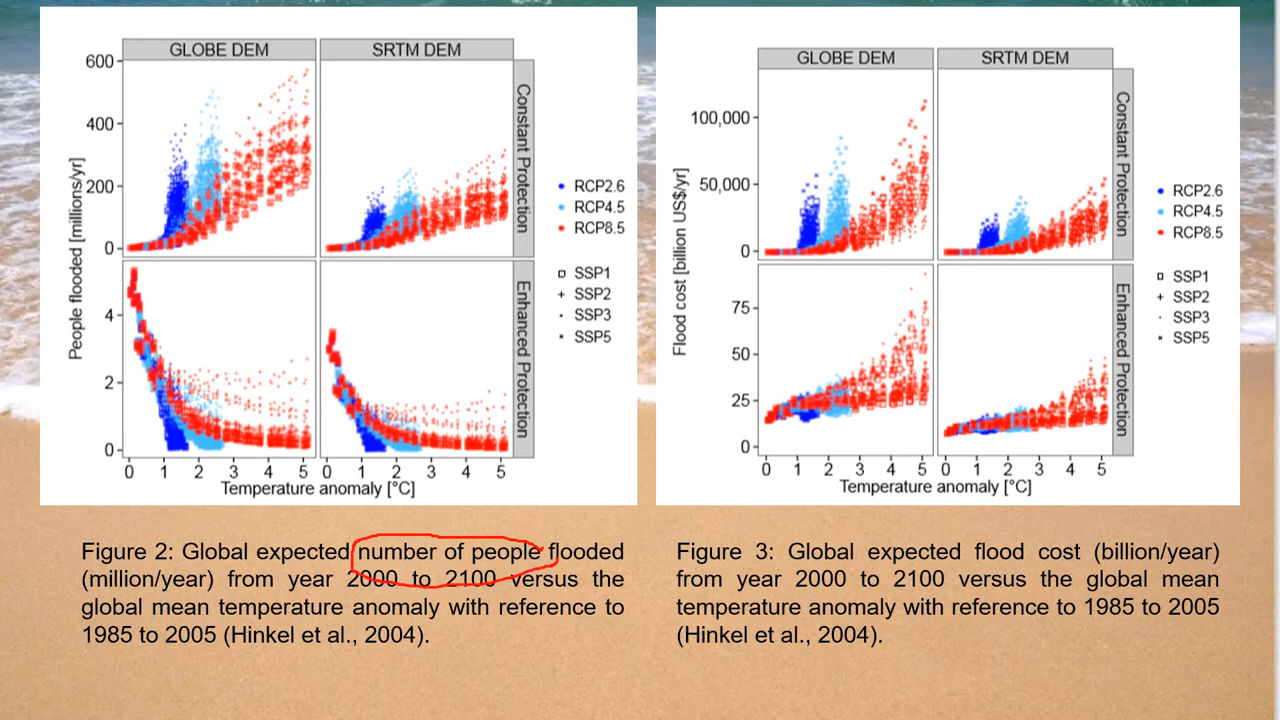 GLOBE DEM
SRTM DEM
600
400
200
0
4
2
0
People flooded [millions/yr]
Constant Protection
Enhanced Protection
RCP2.6
RCP4.5
RCP8.5
SSP1
SSP2
SSP3
SSP5
0 1 2 3 4 5
0 1 2 3 4 5
Temperature anomaly [°C]
Figure 2: Global expected number of people flooded
(million/year) from year 2000 to 2100 versus the
global mean temperature anomaly with reference to
1985 to 2005 (Hinkel et al., 2004).
GLOBE DEM
SRTM DEM
100,000
50,000
0
75
50
25
0
Flood cost [billion US$/yr]
Constant Protection
Enhanced Protection
RCP2.6
RCP4.5
RCP8.5
SSP1
SSP2
SSP3
SSP5
0 1 2 3 4 5
0 1 2 3 4 5
Temperature anomaly [°C]
Figure 3: Global expected flood cost (billion/year)
from year 2000 to 2100 versus the global mean
temperature anomaly with reference to 1985 to 2005
(Hinkel et al., 2004).